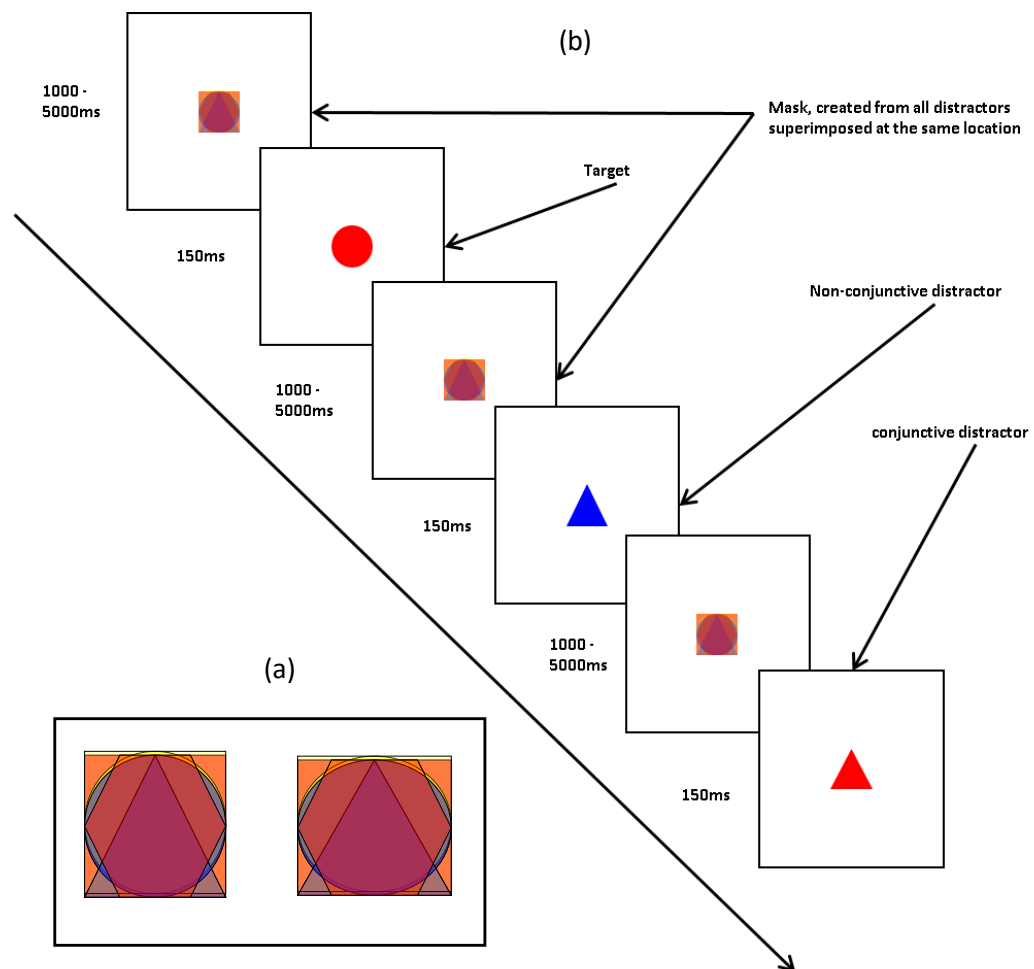 (b)
1000 -
5000ms
Mask, created from all distractors
superimposed at the same location
Target
150ms
Non-conjunctive distractor
1000 -
5000ms
conjunctive distractor
150ms
1000 -
5000ms
(a)
150ms